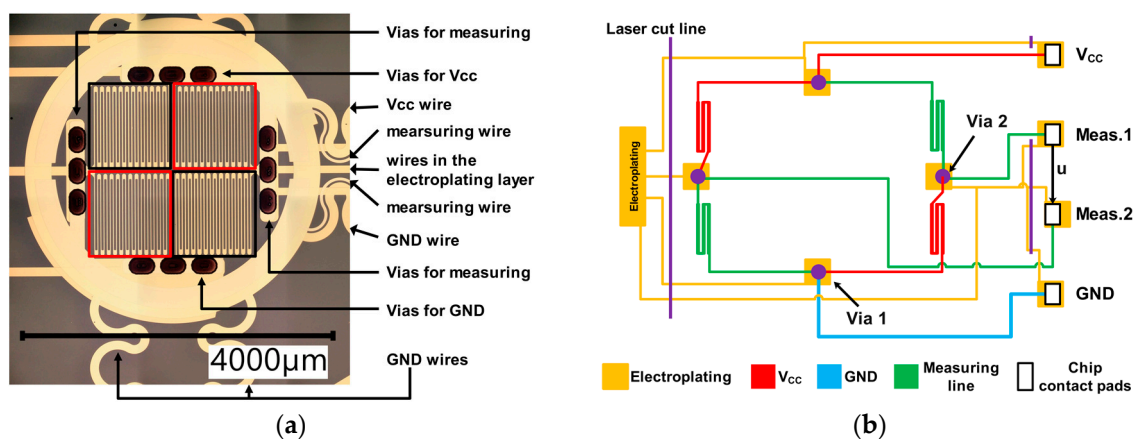 Vias for measuring
Vias for Vcc
Vcc wire
mearsuring wire
wires in the
electroplating layer
mearsuring wire
GND wire
Vias for measuring
Vias for GND
GND wires
4000µm
(a)
Laser cut line
Electroplating
Vcc
Via 2
Meas.1
u
Meas.2
GND
Via 1
Electroplating
Vcc
GND
Measuring
line
Chip
contact pads
(b)